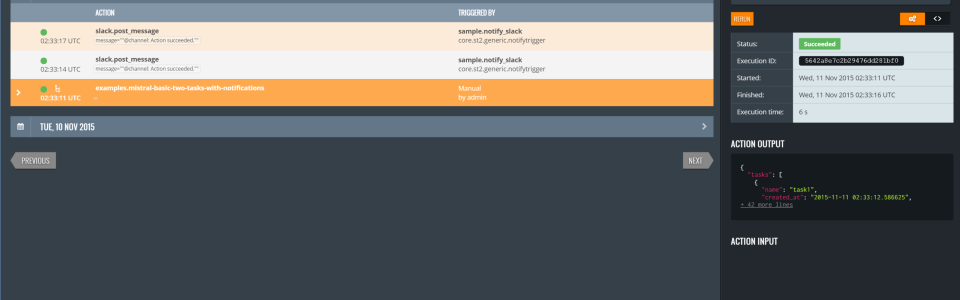 ACTION TRIGGERED BY
slack.post_message sample.notify_slack
02:33:17 UTC message=""@channel: Action succeeded."" core.st2.generic.notifytrigger
slack.post_message sample.notify_slack
02:33:14 UTC message=""@channel: Action succeeded."" core.st2.generic.notifytrigger
examples.mistral-basic-two-tasks-with-notifications Manual
02:33:11 UTC by admin
TUE, 10 NOV 2015
PREVIOUS NEXT
RERUN <>
Status: Succeeded
Execution ID: 5642a8e7e2b29476dd281bf0
Started: Wed, 11 Nov 2015 02:33:11 UTC
Finished: Wed, 11 Nov 2015 02:33:16 UTC
Execution time: 6 s
ACTION OUTPUT
{
"tasks": [
{
"name": "task1",
"created_at": "2015-11-11 02:33:12.586625",
+ 42 more lines
ACTION INPUT